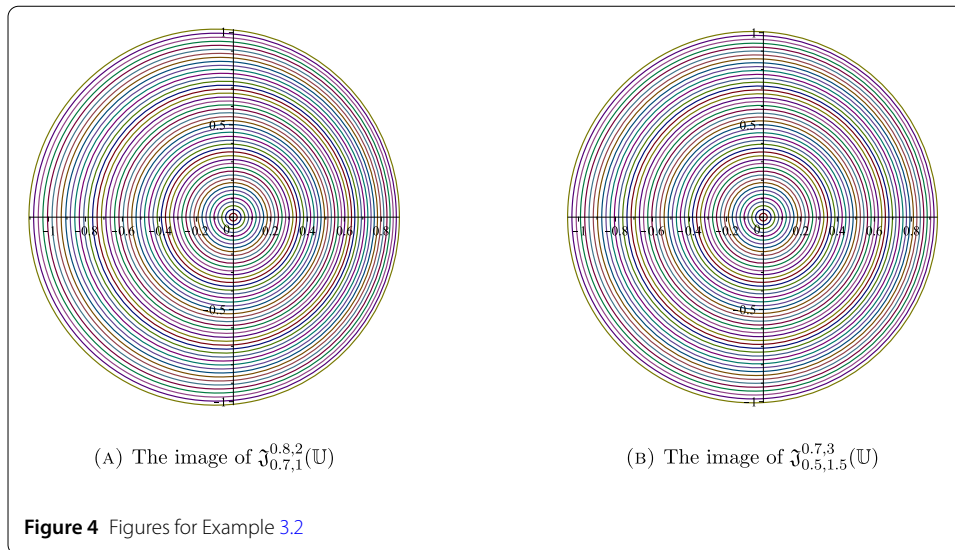 1
0.5
−1 −0.8 −0.6 −0.4 −0.2 0 0.2 0.4 0.6 0.8
−0.5
−1
1
0.5
−1 −0.8 −0.6 −0.4 −0.2 0 0.2 0.4 0.6 0.8
−0.5
−1
(A) The image of 𝔍^{0.8,2}_{0.7,1}(𝕌)
(B) The image of 𝔍^{0.7,3}_{0.5,1.5}(𝕌)
Figure 4 Figures for Example 3.2